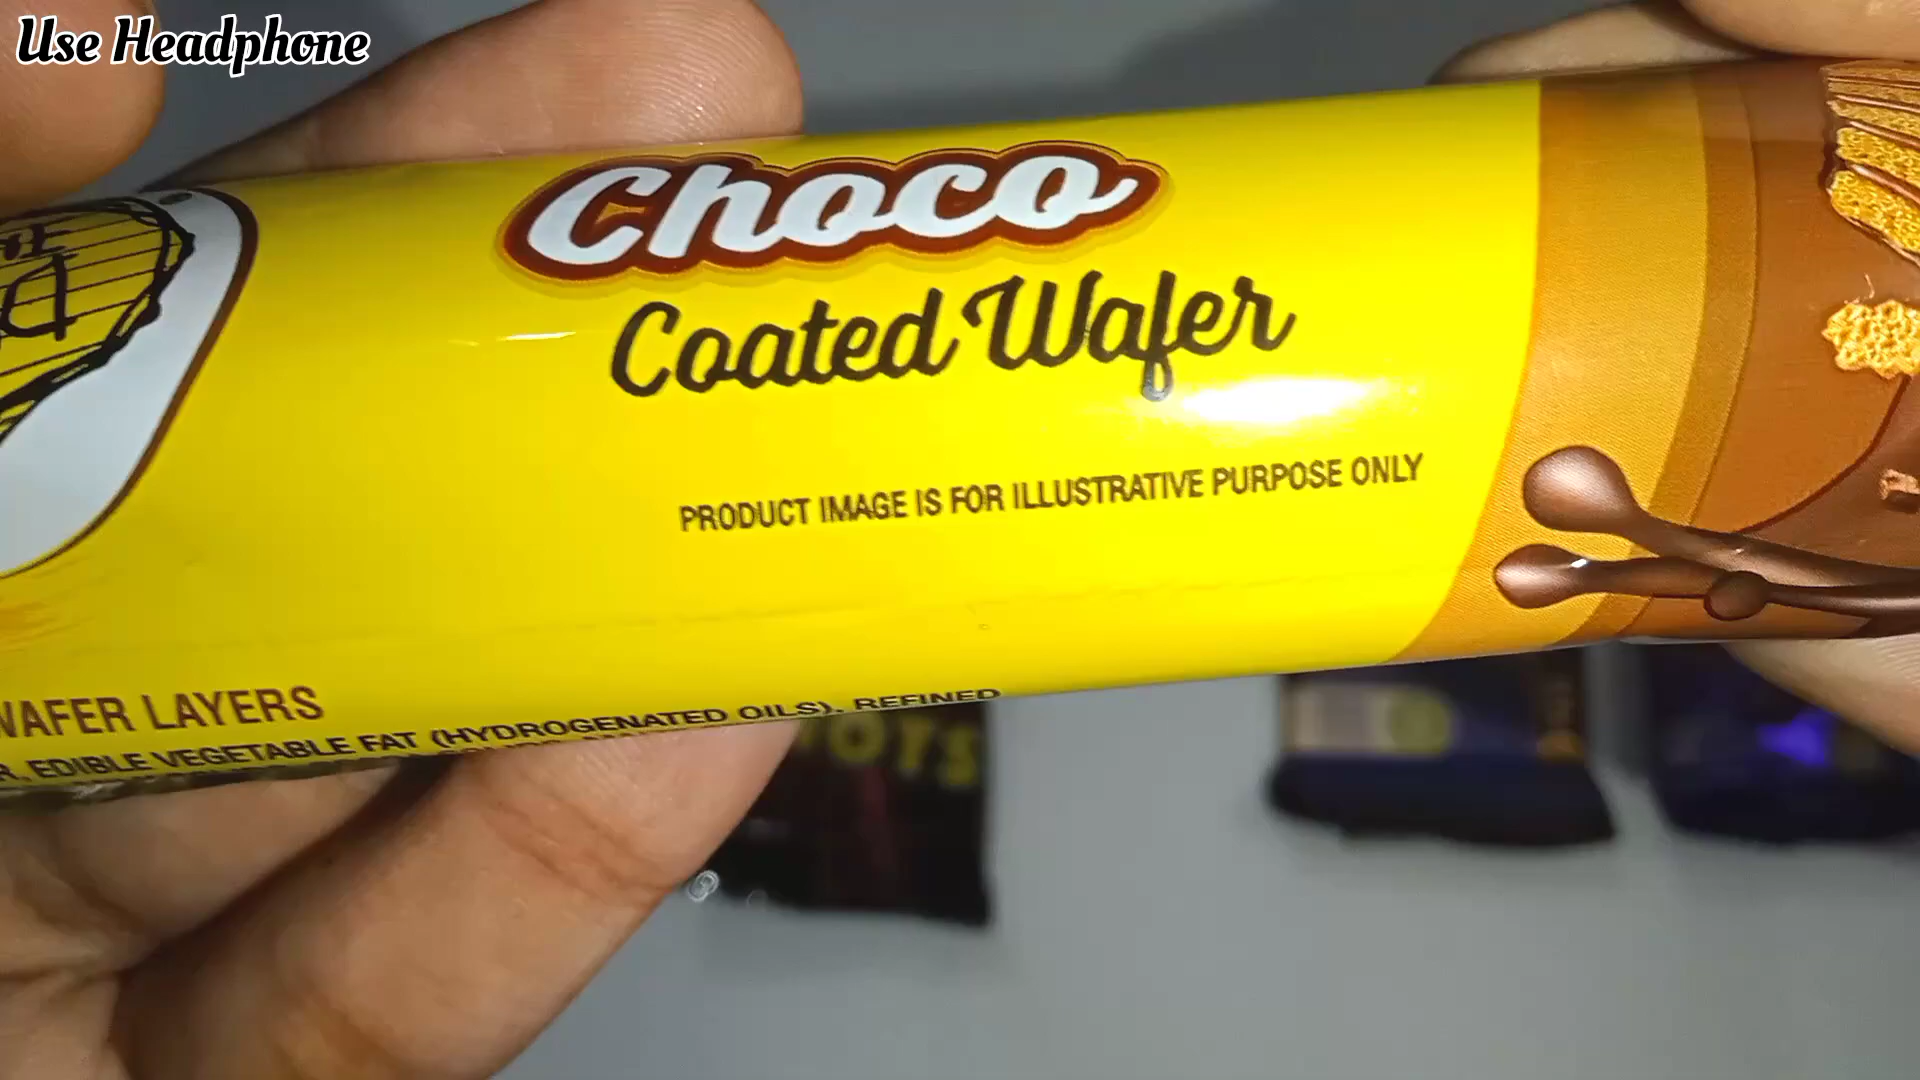 Use Headphone
Choco
Coated Wafer
PRODUCT IMAGE IS FOR ILLUSTRATIVE PURPOSE ONLY
WAFER LAYERS
EDIBLE VEGETABLE FAT (HYDROGENATED OILS), REFINED